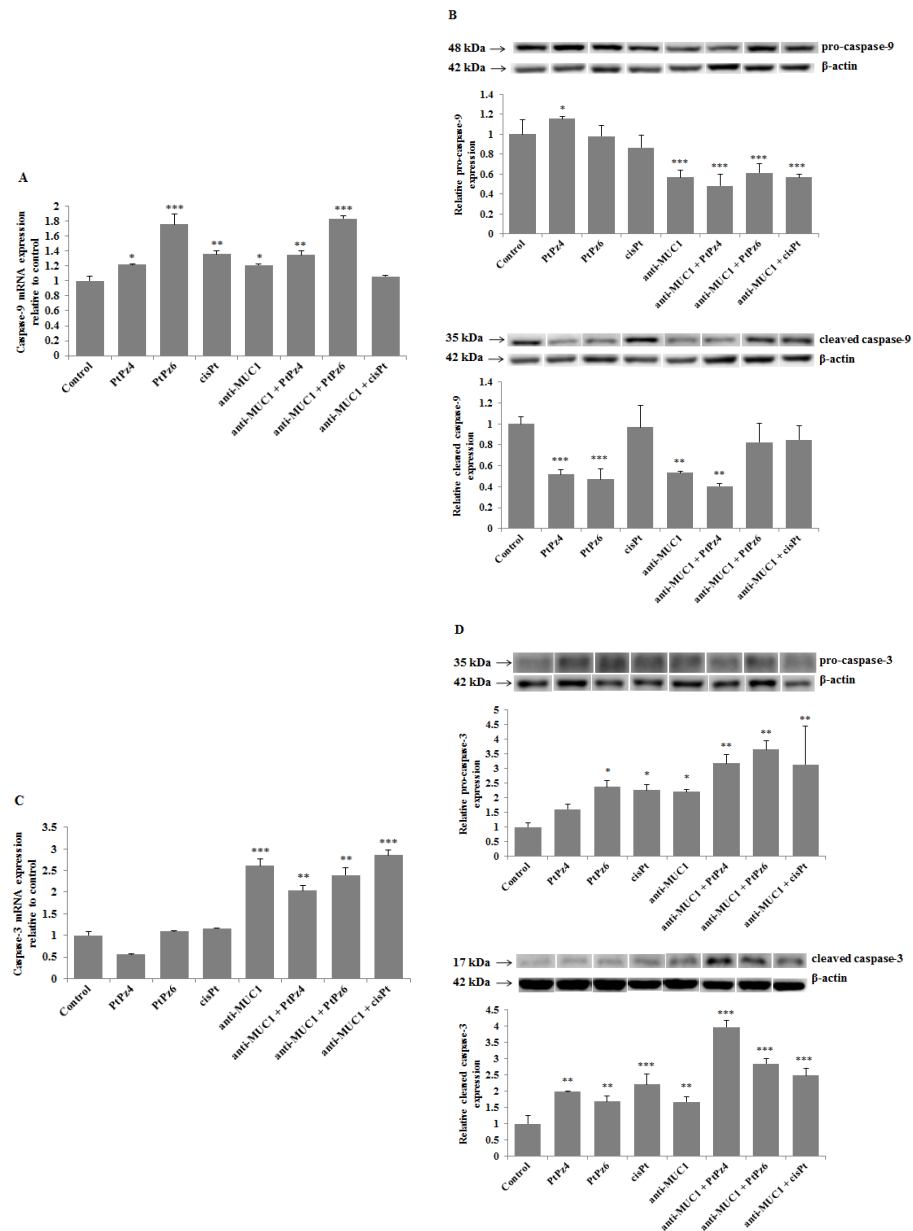 A
Caspase-9 mRNA expression
relative to control
2
1.8
1.6
1.4
1.2
1
0.8
0.6
0.4
0.2
0
* *** ** * ** ***
Control
PtPz4
PtPz6
cisPt
anti-MUC1
anti-MUC1 + PtPz4
anti-MUC1 + PtPz6
anti-MUC1 + cisPt
B
48 kDa
pro-caspase-9
42 kDa
β-actin
Relative pro-caspase-9
expression
1.4
1.2
1
0.8
0.6
0.4
0.2
0
* *** *** *** ***
Control
PtPz4
PtPz6
cisPt
anti-MUC1
anti-MUC1 + PtPz4
anti-MUC1 + PtPz6
anti-MUC1 + cisPt
35 kDa
cleaved caspase-9
42 kDa
β-actin
Relative cleaved caspase-9
expression
1.4
1.2
1
0.8
0.6
0.4
0.2
0
*** *** ** **
Control
PtPz4
PtPz6
cisPt
anti-MUC1
anti-MUC1 + PtPz4
anti-MUC1 + PtPz6
anti-MUC1 + cisPt
C
Caspase-3 mRNA expression
relative to control
3.5
3
2.5
2
1.5
1
0.5
0
*** ** ** ***
Control
PtPz4
PtPz6
cisPt
anti-MUC1
anti-MUC1 + PtPz4
anti-MUC1 + PtPz6
anti-MUC1 + cisPt
D
35 kDa
pro-caspase-3
42 kDa
β-actin
Relative pro-caspase-3
expression
5
4.5
4
3.5
3
2.5
2
1.5
1
0.5
0
* * * ** ** **
Control
PtPz4
PtPz6
cisPt
anti-MUC1
anti-MUC1 + PtPz4
anti-MUC1 + PtPz6
anti-MUC1 + cisPt
17 kDa
cleaved caspase-3
42 kDa
β-actin
Relative cleaved caspase-3
expression
4.5
4
3.5
3
2.5
2
1.5
1
0.5
0
** ** *** ** *** *** ***
Control
PtPz4
PtPz6
cisPt
anti-MUC1
anti-MUC1 + PtPz4
anti-MUC1 + PtPz6
anti-MUC1 + cisPt